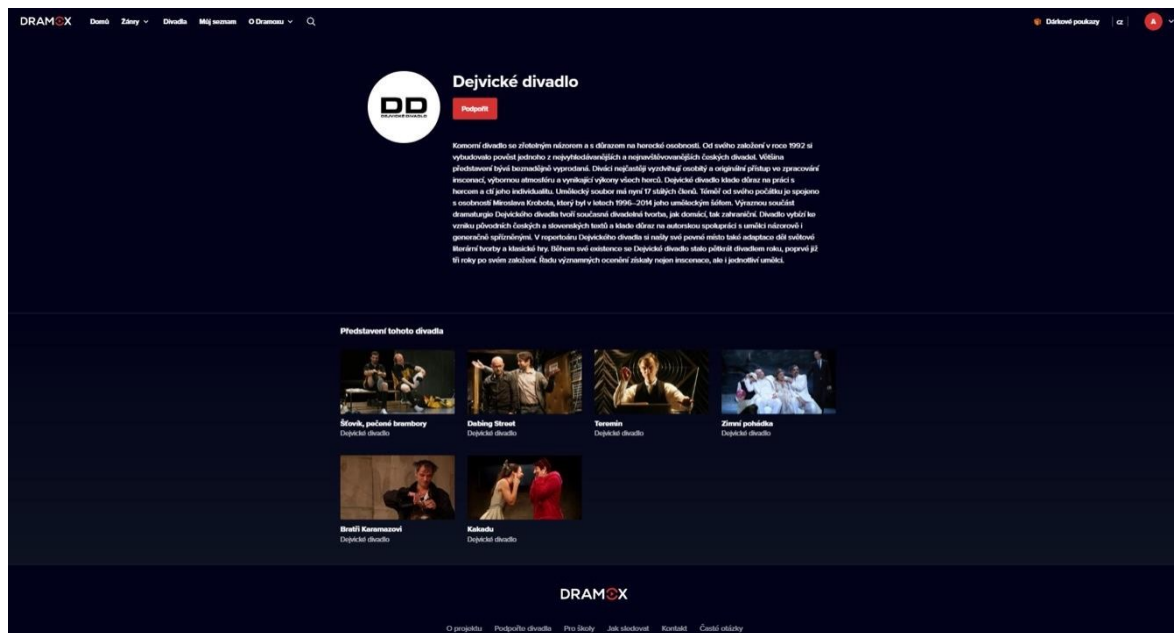 DRAMOX Domů Žánry Divadla Můj seznam O Dramoxu Dárkové poukazy cz A
Dejvické divadlo
DD
DEJVICKÉ DIVADLO
Podpořit
Komorní divadlo se zřetelným názorem a s důrazem na herecké osobnosti. Od svého založení v roce 1992 si
vybudovalo pověst jednoho z nejvyhledávanějších a nejnavštěvovanějších českých divadel. Většina
představení bývá beznadějně vyprodaná. Diváci nejčastěji vyzdvihují osobitý a originální přístup ve zpracování
inscenací, výbornou atmosféru a vynikající výkony všech herců. Dejvické divadlo klade důraz na práci s
hercem a ctí jeho individualitu. Umělecký soubor má nyní 17 stálých členů. Téměř od svého počátku je spojeno
s osobností Miroslava Krobota, který byl v letech 1996–2014 jeho uměleckým šéfem. Výraznou součást
dramaturgie Dejvického divadla tvoří současná divadelná tvorba, jak domácí, tak zahraniční. Divadlo vybízí ke
vzniku původních českých a slovenských textů a klade důraz na autorskou spolupráci s umělci názorově i
generačně spřízněnými. V repertoáru Dejvického divadla si našly své pevné místo také adaptace děl světové
literární tvorby a klasické hry. Během své existence se Dejvické divadlo stalo pětkrát divadlem roku, poprvé již
tři roky po svém založení. Řadu významných ocenění získaly nejen inscenace, ale i jednotliví umělci.
Představení tohoto divadla
Šťovík, pečené brambory Dabing Street Teremin Zimní pohádka
Dejvické divadlo Dejvické divadlo Dejvické divadlo Dejvické divadlo
Bratři Karamazovi Kakadu
Dejvické divadlo Dejvické divadlo
DRAMOX
O projektu Podpořte divadla Pro školy Jak sledovat Kontakt Časté otázky